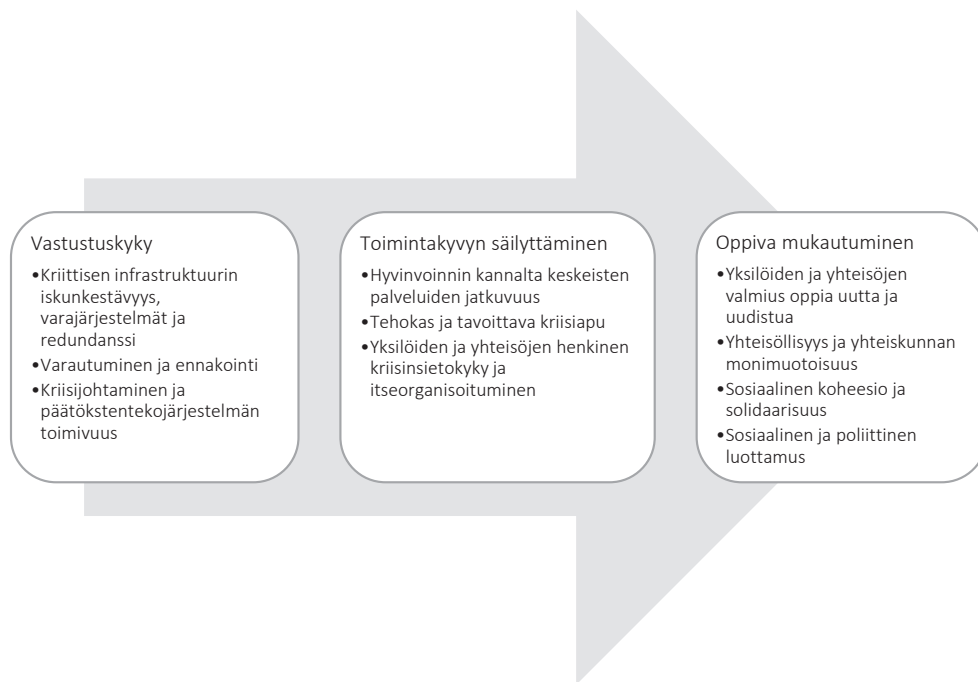 Vastustuskyky
•Kriittisen infrastruktuurin
iskunkestävyys,
varajärjestelmät ja
redundanssi
•Varautuminen ja ennakointi
•Kriisijohtaminen ja
päätökstentekojärjestelmän
toimivuus
Toimintakyvyn säilyttäminen
•Hyvinvoinnin kannalta keskeisten
palveluiden jatkuvuus
•Tehokas ja tavoittava kriisiapu
•Yksilöiden ja yhteisöjen henkinen
kriisinsietokyky ja
itseorganisoituminen
Oppiva mukautuminen
•Yksilöiden ja yhteisöjen
valmius oppia uutta ja
uudistua
•Yhteisöllisyys ja yhteiskunnan
monimuotoisuus
•Sosiaalinen koheesio ja
solidaarisuus
•Sosiaalinen ja poliittinen
luottamus